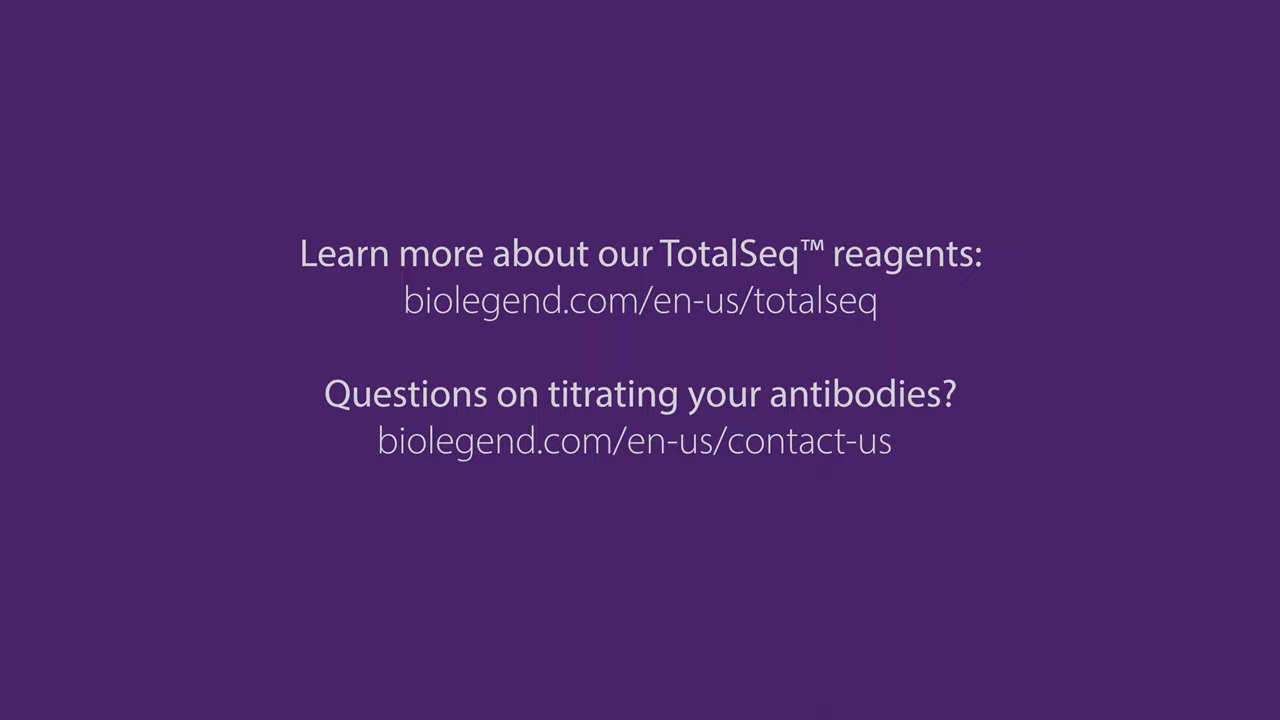 Learn more about our TotalSeq™ reagents:
biolegend.com/en-us/totalseq
Questions on titrating your antibodies?
biolegend.com/en-us/contact-us